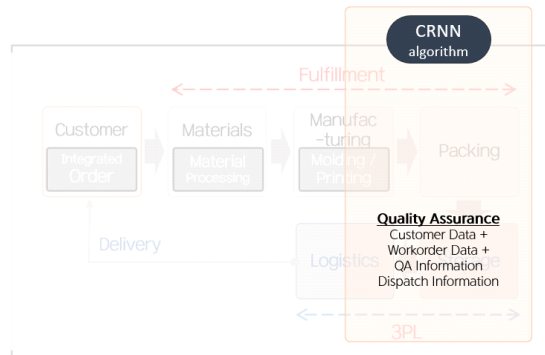 CRNN
algorithm
Fulfillment
Customer
Integrated
Order
Materials
Material
Processing
Manufac
-turing
Molding /
Printing
Packing
Quality Assurance
Customer Data +
Workorder Data +
QA Information
Dispatch Information
Delivery
Logistics
Storage
3PL